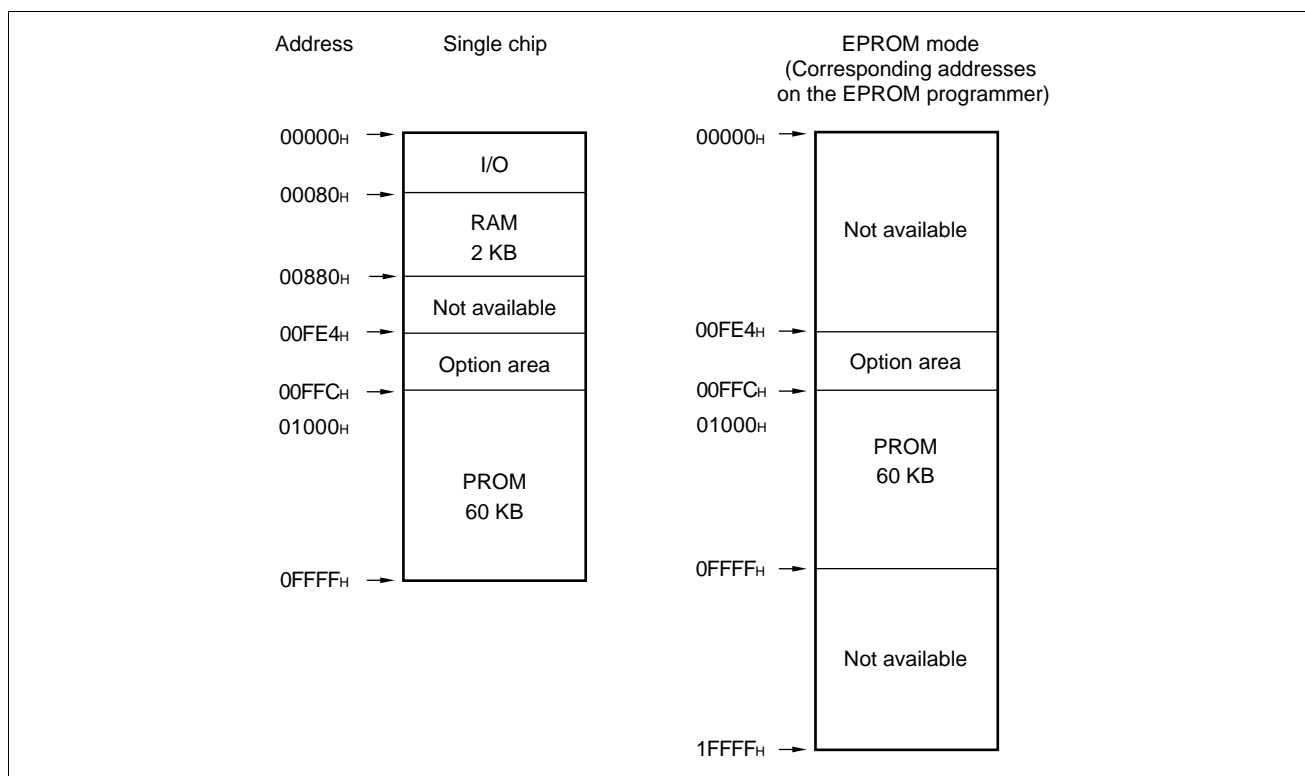 Address
Single chip
00000H
I/O
00080H
RAM
2 KB
00880H
Not available
00FE4H
Option area
00FFCH
01000H
PROM
60 KB
0FFFFH
EPROM mode
(Corresponding addresses
on the EPROM programmer)
00000H
Not available
00FE4H
Option area
00FFCH
01000H
PROM
60 KB
0FFFFH
Not available
1FFFFH